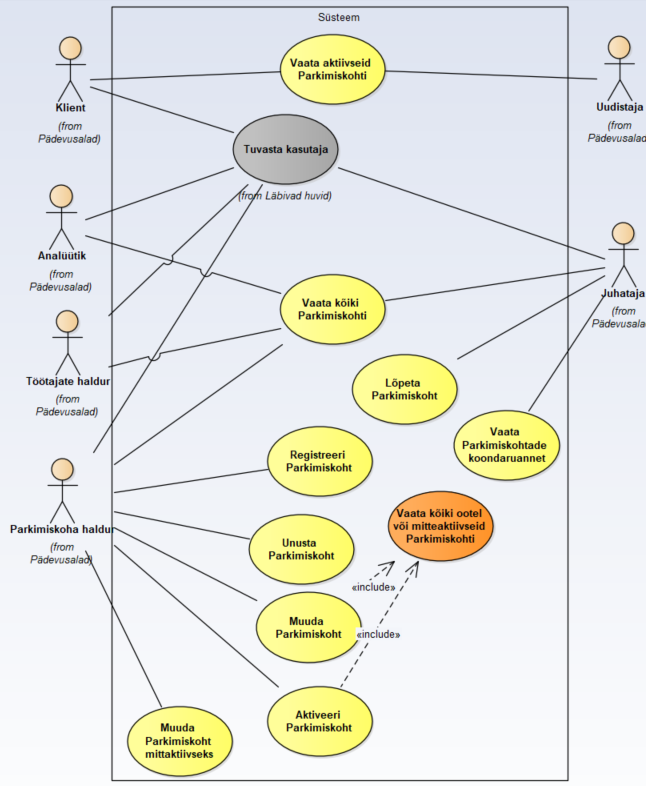 Süsteem
Vaata aktiivseid
Parkimiskohti
Klient
(from
Pädevusalad)
Uudistaja
(from
Pädevusalad
Tuvasta kasutaja
(from Läbivad huvid)
Analüütik
(from
Pädevusalad)
Juhataja
(from
Pädevusala
Vaata kõiki
Parkimiskohti
Töötajate haldur
(from
Pädevusalad)
Lõpeta
Parkimiskoht
Vaata
Parkimiskohtade
koondaruannet
Registreeri
Parkimiskoht
Parkimiskoha haldur
(from
Pädevusalad)
Vaata kõiki ootel
või mitteaktiivseid
Parkimiskohti
Unusta
Parkimiskoht
«include»
Muuda
Parkimiskoht
«include»
Aktiveeri
Parkimiskoht
Muuda
Parkimiskoht
mittaktiivseks